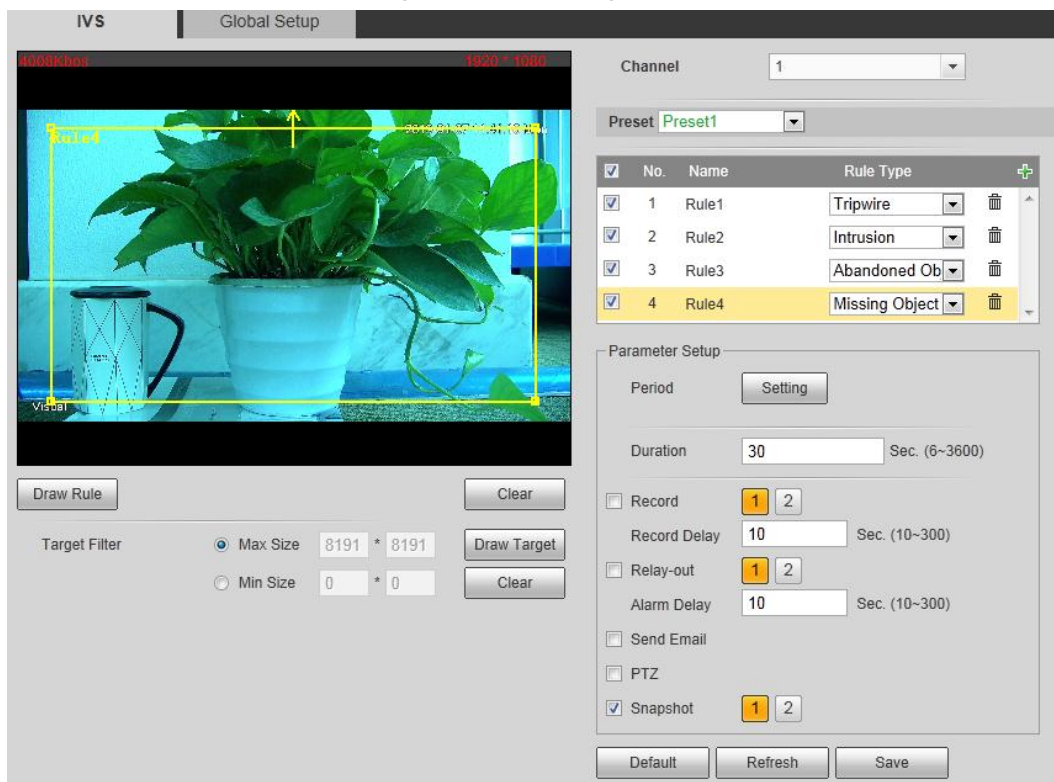 IVS Global Setup
4008Kbps 1920 * 1080
Rule4
Visual
Draw Rule Clear
Target Filter Max Size 8191 * 8191 Draw Target
Min Size 0 * 0 Clear
Channel 1
Preset Preset1
No. Name Rule Type
1 Rule1 Tripwire
2 Rule2 Intrusion
3 Rule3 Abandoned Ob
4 Rule4 Missing Object
Parameter Setup
Period Setting
Duration 30 Sec. (6~3600)
Record 1 2
Record Delay 10 Sec. (10~300)
Relay-out 1 2
Alarm Delay 10 Sec. (10~300)
Send Email
PTZ
Snapshot 1 2
Default Refresh Save